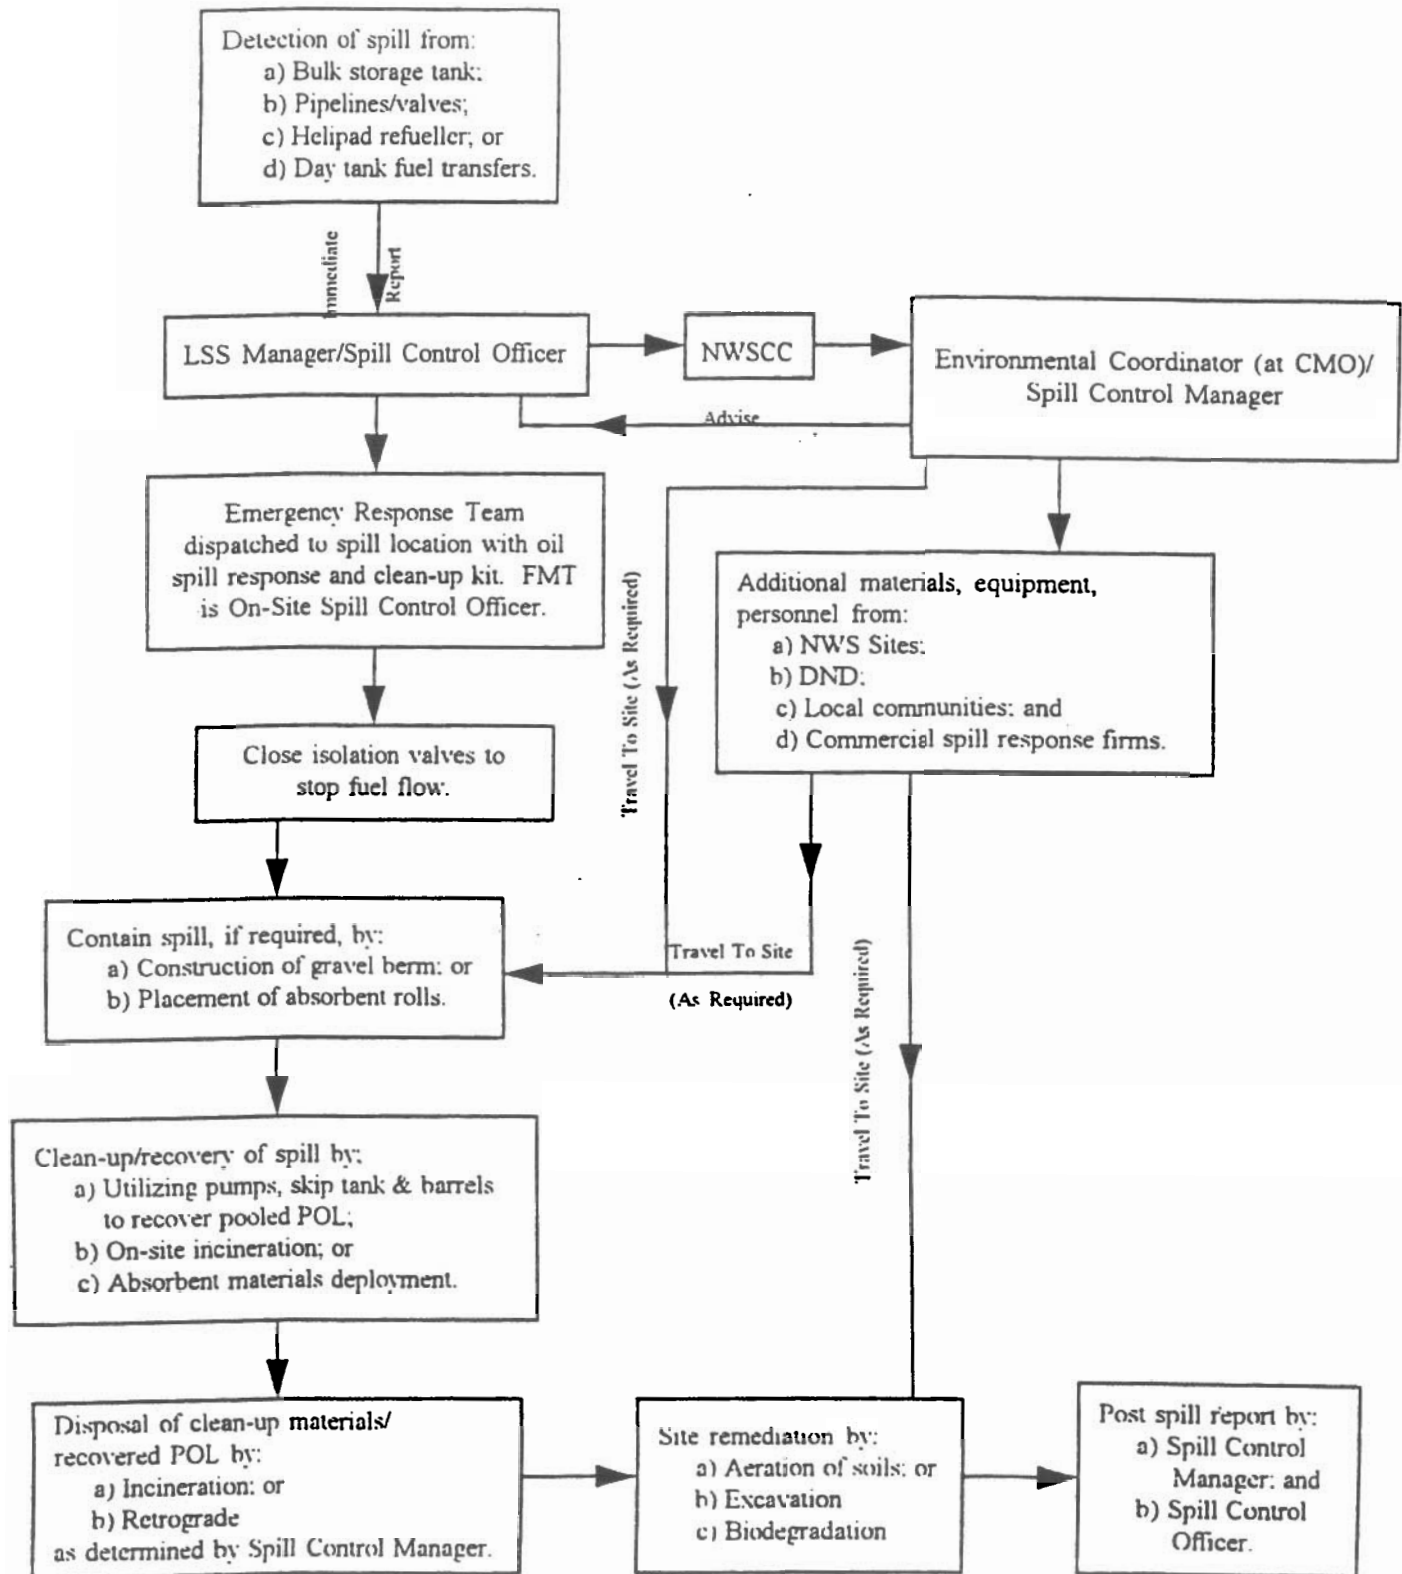 Detection of spill from:
a) Bulk storage tank;
b) Pipelines/valves;
c) Helipad refueller; or
d) Day tank fuel transfers.
Immediate
Report
LSS Manager/Spill Control Officer
NWSCC
Environmental Coordinator (at CMO)/
Spill Control Manager
Advise
Emergency Response Team
dispatched to spill location with oil
spill response and clean-up kit. FMT
is On-Site Spill Control Officer.
Travel To Site (As Required)
Additional materials, equipment,
personnel from:
a) NWS Sites;
b) DND;
c) Local communities; and
d) Commercial spill response firms.
Close isolation valves to
stop fuel flow.
Contain spill, if required, by:
a) Construction of gravel berm; or
b) Placement of absorbent rolls.
Travel To Site
(As Required)
Travel To Site (As Required)
Clean-up/recovery of spill by:
a) Utilizing pumps, skip tank & barrels
to recover pooled POL;
b) On-site incineration; or
c) Absorbent materials deployment.
Disposal of clean-up materials/
recovered POL by:
a) Incineration; or
b) Retrograde
as determined by Spill Control Manager.
Site remediation by:
a) Aeration of soils; or
b) Excavation
c) Biodegradation
Post spill report by:
a) Spill Control
Manager; and
b) Spill Control
Officer.